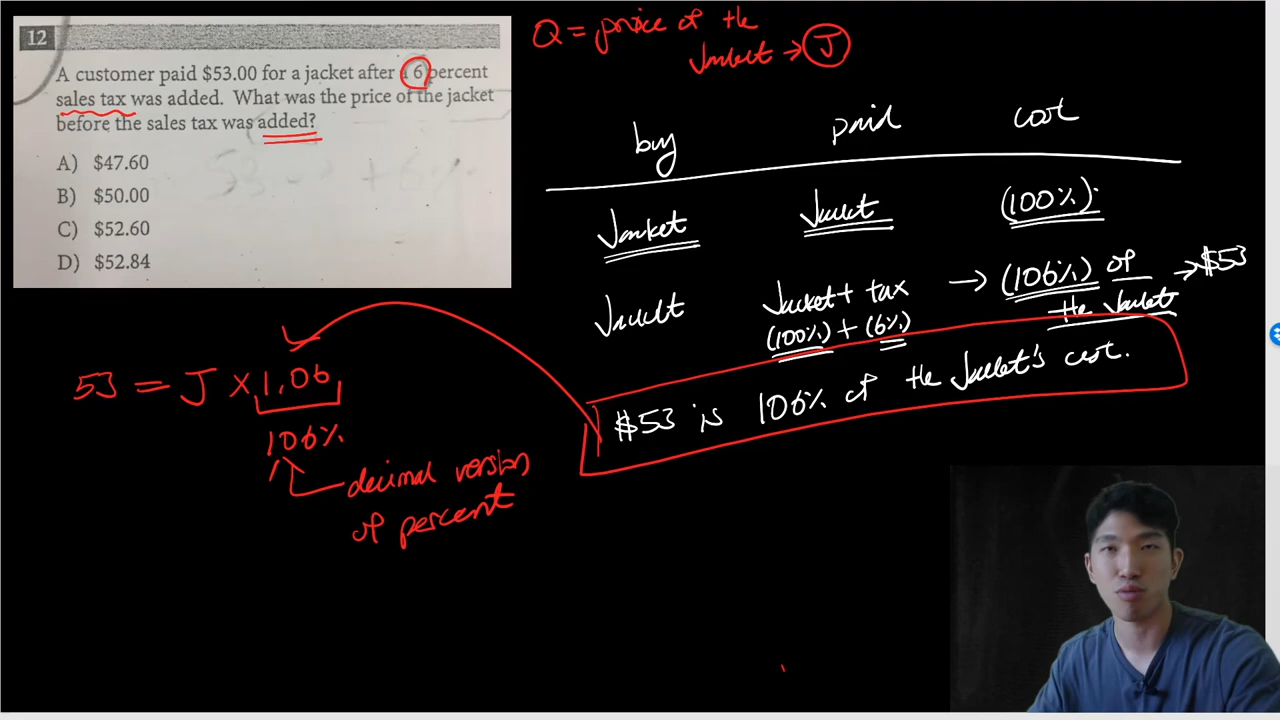 12
A customer paid $53.00 for a jacket after a 6 percent
sales tax was added. What was the price of the jacket
before the sales tax was added?
A) $47.60
B) $50.00
C) $52.60
D) $52.84
Q = price of the
Jacket → J
buy paid cost
Jacket Jacket (100%)
Jacket Jacket + tax → (106%) of → $53
(100%) + (6%) the Jacket
$53 is 106% of the Jacket's cost.
53 = J × 1.06
106%
decimal version
of percent